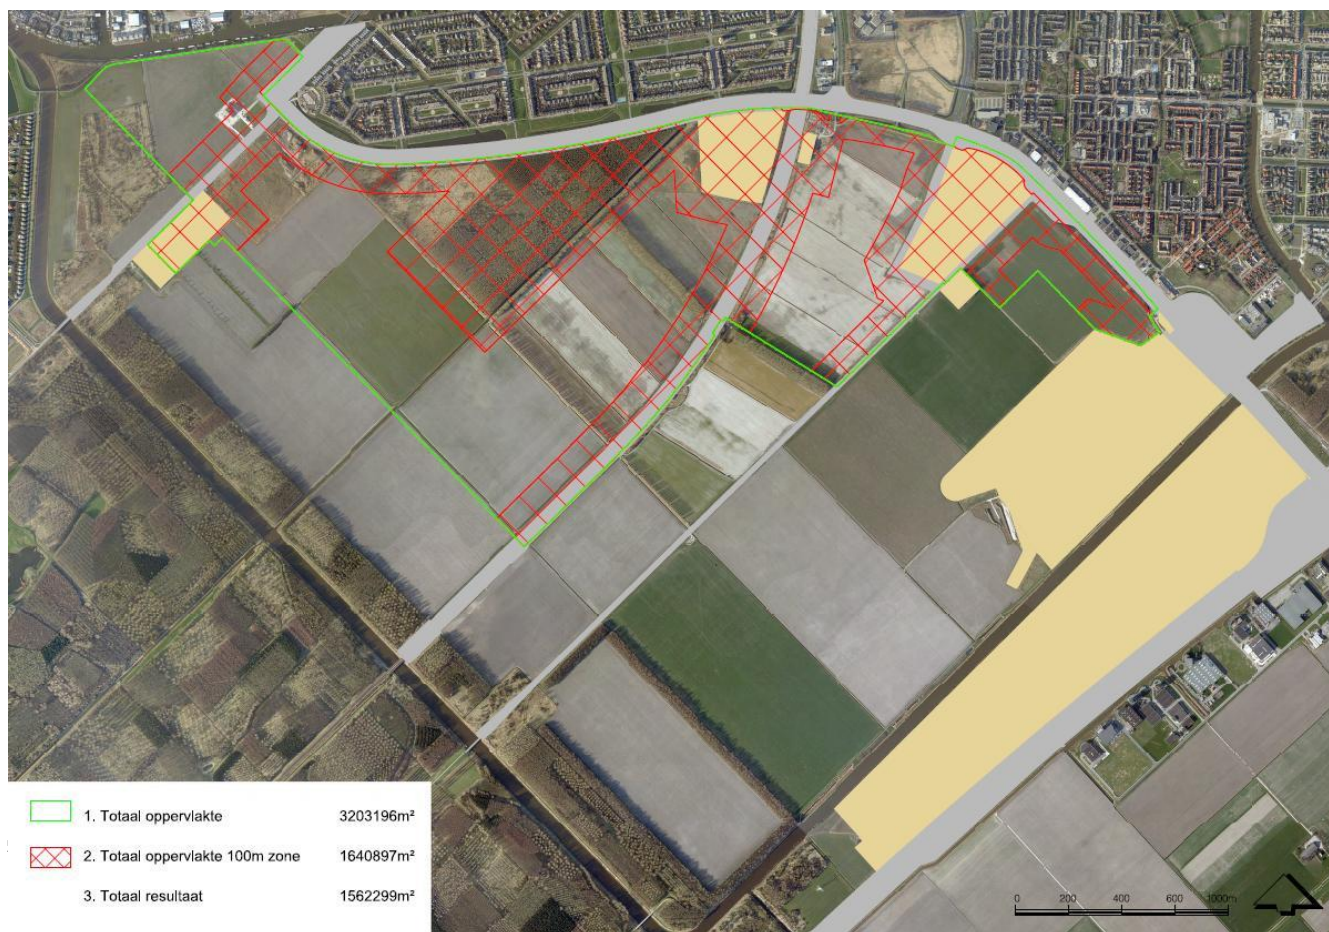 1. Totaal oppervlakte 3203196m²
2. Totaal oppervlakte 100m zone 1640897m²
3. Totaal resultaat 1562299m²
0 200 400 600 1000m